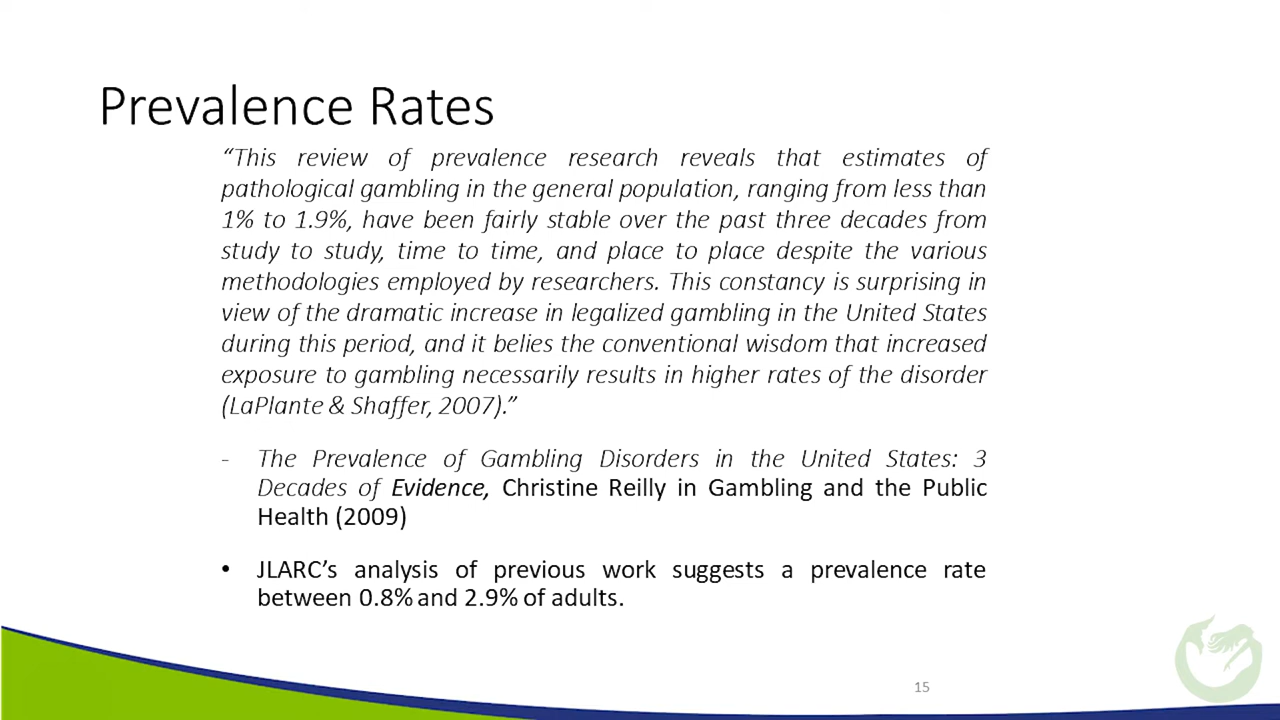 Prevalence Rates
“This review of prevalence research reveals that estimates of
pathological gambling in the general population, ranging from less than
1% to 1.9%, have been fairly stable over the past three decades from
study to study, time to time, and place to place despite the various
methodologies employed by researchers. This constancy is surprising in
view of the dramatic increase in legalized gambling in the United States
during this period, and it belies the conventional wisdom that increased
exposure to gambling necessarily results in higher rates of the disorder
(LaPlante & Shaffer, 2007).”
- The Prevalence of Gambling Disorders in the United States: 3
Decades of Evidence, Christine Reilly in Gambling and the Public
Health (2009)
• JLARC’s analysis of previous work suggests a prevalence rate
between 0.8% and 2.9% of adults.
15